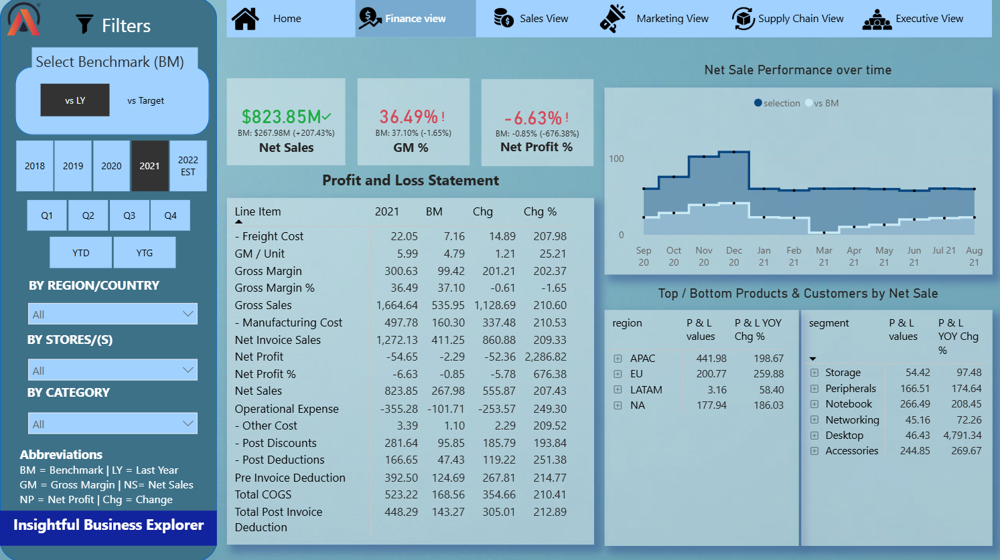 Filters
Select Benchmark (BM)
vs LY
vs Target
2018
2019
2020
2021
2022
EST
Q1
Q2
Q3
Q4
YTD
YTG
BY REGION/COUNTRY
All
BY STORES/(S)
All
BY CATEGORY
All
Abbreviations
BM = Benchmark | LY = Last Year
GM = Gross Margin | NS= Net Sales
NP = Net Profit | Chg = Change
Insightful Business Explorer
Home
Finance view
Sales View
Marketing View
Supply Chain View
Executive View
$823.85M
BM: $267.98M (+207.43%)
Net Sales
36.49% !
BM: 37.10% (-1.65%)
GM %
-6.63% !
BM: -0.85% (-676.38%)
Net Profit %
Profit and Loss Statement
Line Item 2021 BM Chg Chg %
- Freight Cost 22.05 7.16 14.89 207.98
GM / Unit 5.99 4.79 1.21 25.21
Gross Margin 300.63 99.42 201.21 202.37
Gross Margin % 36.49 37.10 -0.61 -1.65
Gross Sales 1,664.64 535.95 1,128.69 210.60
- Manufacturing Cost 497.78 160.30 337.48 210.53
Net Invoice Sales 1,272.13 411.25 860.88 209.33
Net Profit -54.65 -2.29 -52.36 2,286.82
Net Profit % -6.63 -0.85 -5.78 676.38
Net Sales 823.85 267.98 555.87 207.43
Operational Expense -355.28 -101.71 -253.57 249.30
- Other Cost 3.39 1.10 2.29 209.52
- Post Discounts 281.64 95.85 185.79 193.84
- Post Deductions 166.65 47.43 119.22 251.38
Pre Invoice Deduction 392.50 124.69 267.81 214.77
Total COGS 523.22 168.56 354.66 210.41
Total Post Invoice 448.29 143.27 305.01 212.89
Deduction
Net Sale Performance over time
selection vs BM
100
0
Sep Oct Nov Dec Jan Feb Mar Apr May Jun Jul 21 Aug
20 20 20 20 21 21 21 21 21 21 21
Top / Bottom Products & Customers by Net Sale
region P & L P & L YOY
values Chg %
APAC 441.98 198.67
EU 200.77 259.88
LATAM 3.16 58.40
NA 177.94 186.03
segment P & L P & L
values YOY Chg
%
Storage 54.42 97.48
Peripherals 166.51 174.64
Notebook 266.49 208.45
Networking 45.16 72.26
Desktop 46.43 4,791.34
Accessories 244.85 269.67